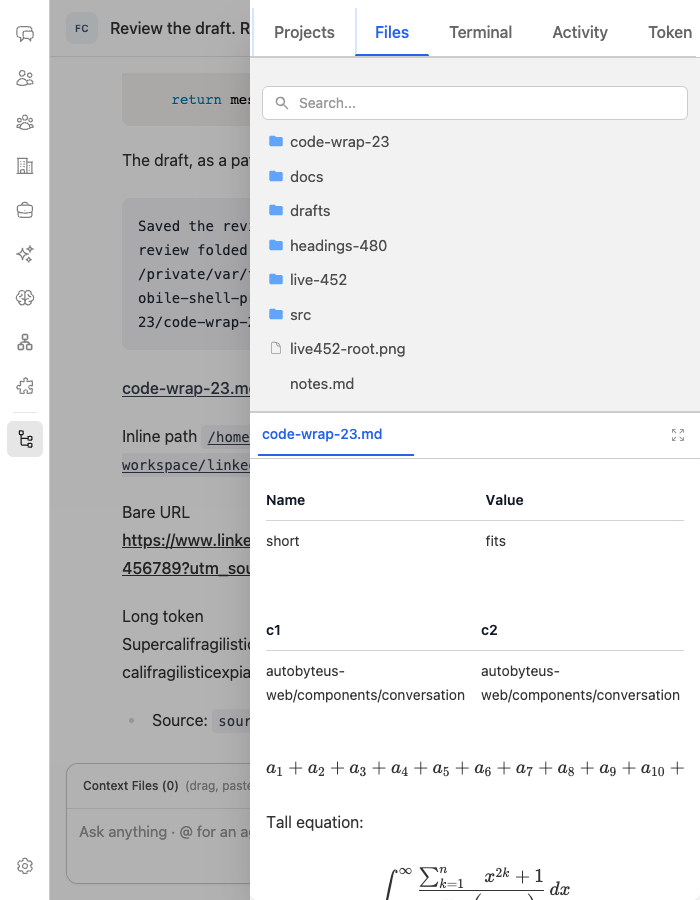 FC
Review the draft. R
Projects
Files
Terminal
Activity
Token
return
The draft, as a
Saved the
review folded
/private/var/
obile-shell-p
23/code-wrap-
code-wrap-23.m
Inline path /home
workspace/linke
Bare URL
https://www.linke
456789?utm_sou
Long token
Supercalifragilistic
califragilisticexpia
Source: sour
Context Files (0) (drag, paste
Ask anything · @ for an a
Search...
code-wrap-23
docs
drafts
headings-480
live-452
src
live452-root.png
notes.md
code-wrap-23.md
Name Value
short fits
c1 c2
autobyteus- autobyteus-
web/components/conversation web/components/conversation
a₁ + a₂ + a₃ + a₄ + a₅ + a₆ + a₇ + a₈ + a₉ + a₁₀ +
Tall equation:
∫^∞ ∑_{k=1}^n x^{2k} + 1 dx